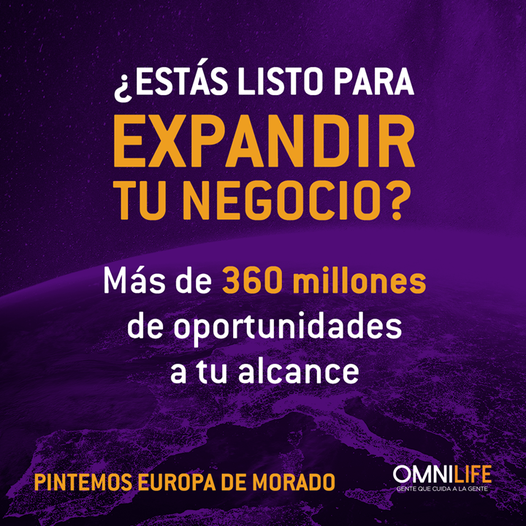 ¿ESTÁS LISTO PARA
EXPANDIR
TU NEGOCIO?
Más de 360 millones
de oportunidades
a tu alcance
PINTEMOS EUROPA DE MORADO
OMNILIFE
GENTE QUE CUIDA A LA GENTE